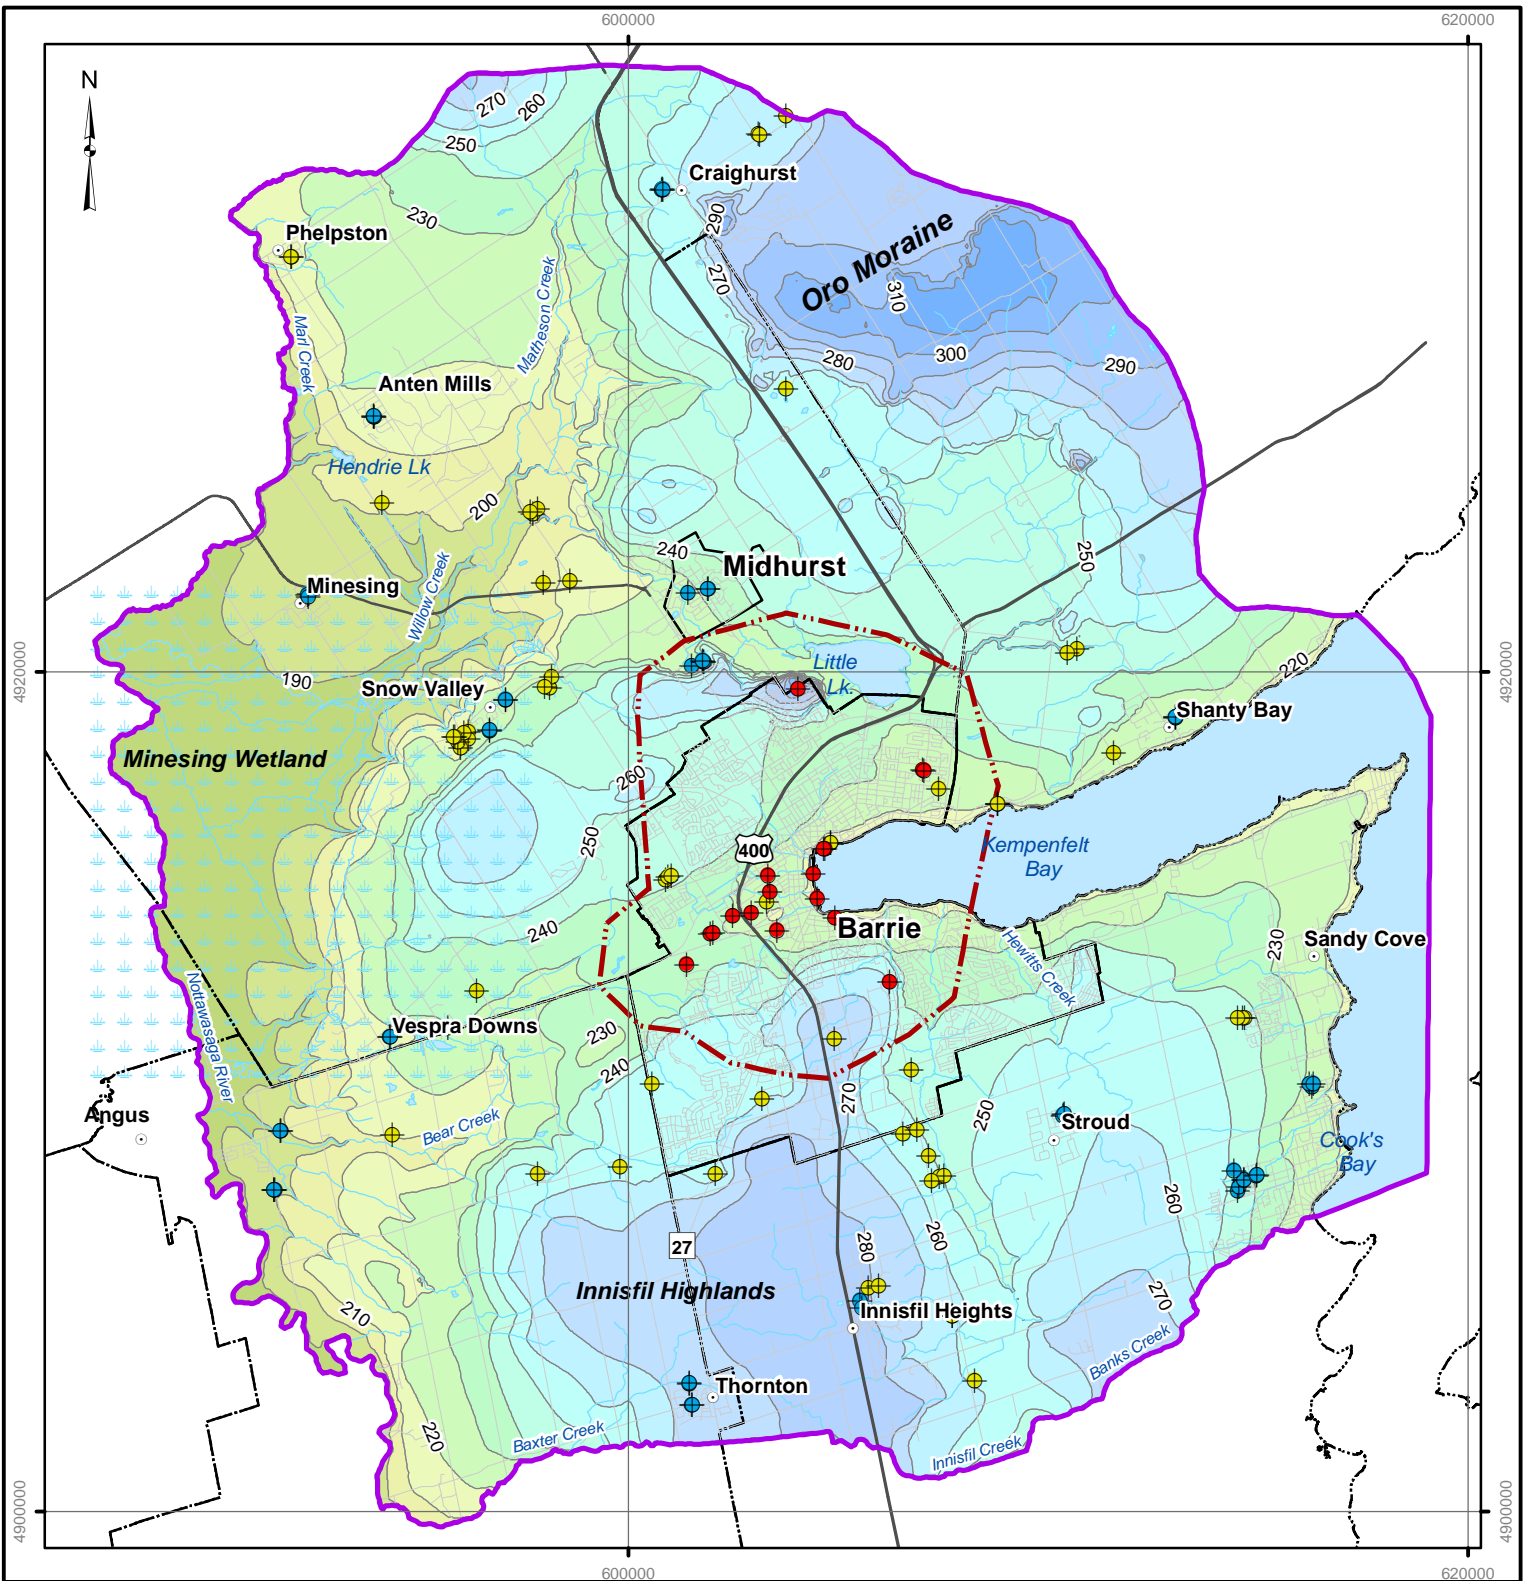 600000
620000
N
270
260
250
Craighurst
290
230
Phelpston
Oro Moraine
270
310
Matheson Creek
Marl Creek
280
300
290
Anten Mills
Hendrie Lk
200
240
Midhurst
250
Minesing
Willow Creek
4920000
4920000
190
Little
Lk.
220
Snow Valley
Shanty Bay
Minesing Wetland
260
250
400
Kempenfelt
Bay
240
Barrie
Hewitts Creek
230
Sandy Cove
Nottawasaga River
Vespra Downs
230
240
270
250
Angus
Bear Creek
Stroud
Cook's
Bay
260
260
27
280
Innisfil Highlands
270
210
Innisfil Heights
Banks Creek
Thornton
220
Baxter Creek
Innisfil Creek
4900000
4900000
600000
620000